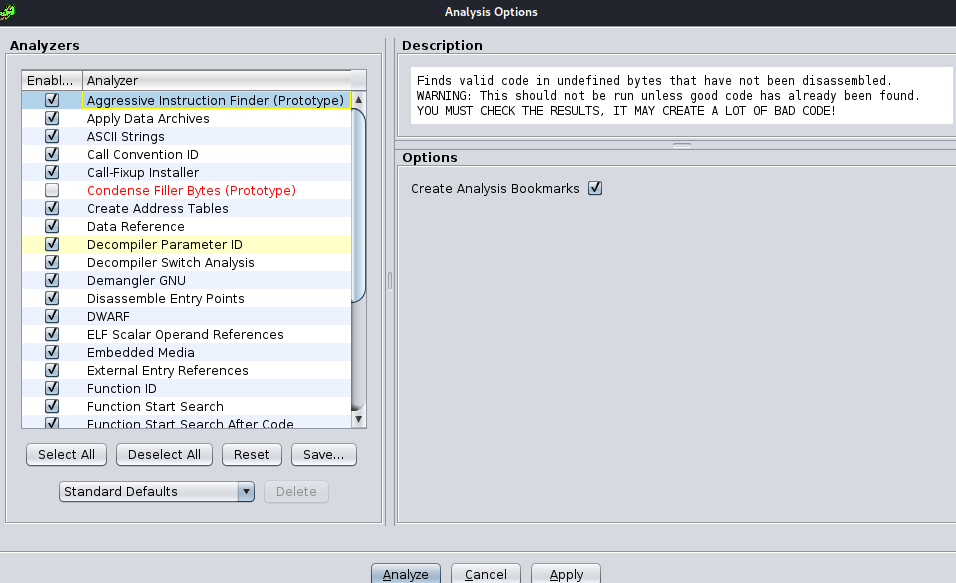 Analysis Options
Analyzers
Enabl... Analyzer
Aggressive Instruction Finder (Prototype)
Apply Data Archives
ASCII Strings
Call Convention ID
Call-Fixup Installer
Condense Filler Bytes (Prototype)
Create Address Tables
Data Reference
Decompiler Parameter ID
Decompiler Switch Analysis
Demangler GNU
Disassemble Entry Points
DWARF
ELF Scalar Operand References
Embedded Media
External Entry References
Function ID
Function Start Search
Function Start Search After Code
Select All Deselect All Reset Save...
Standard Defaults Delete
Description
Finds valid code in undefined bytes that have not been disassembled.
WARNING: This should not be run unless good code has already been found.
YOU MUST CHECK THE RESULTS, IT MAY CREATE A LOT OF BAD CODE!
Options
Create Analysis Bookmarks
Analyze Cancel Apply